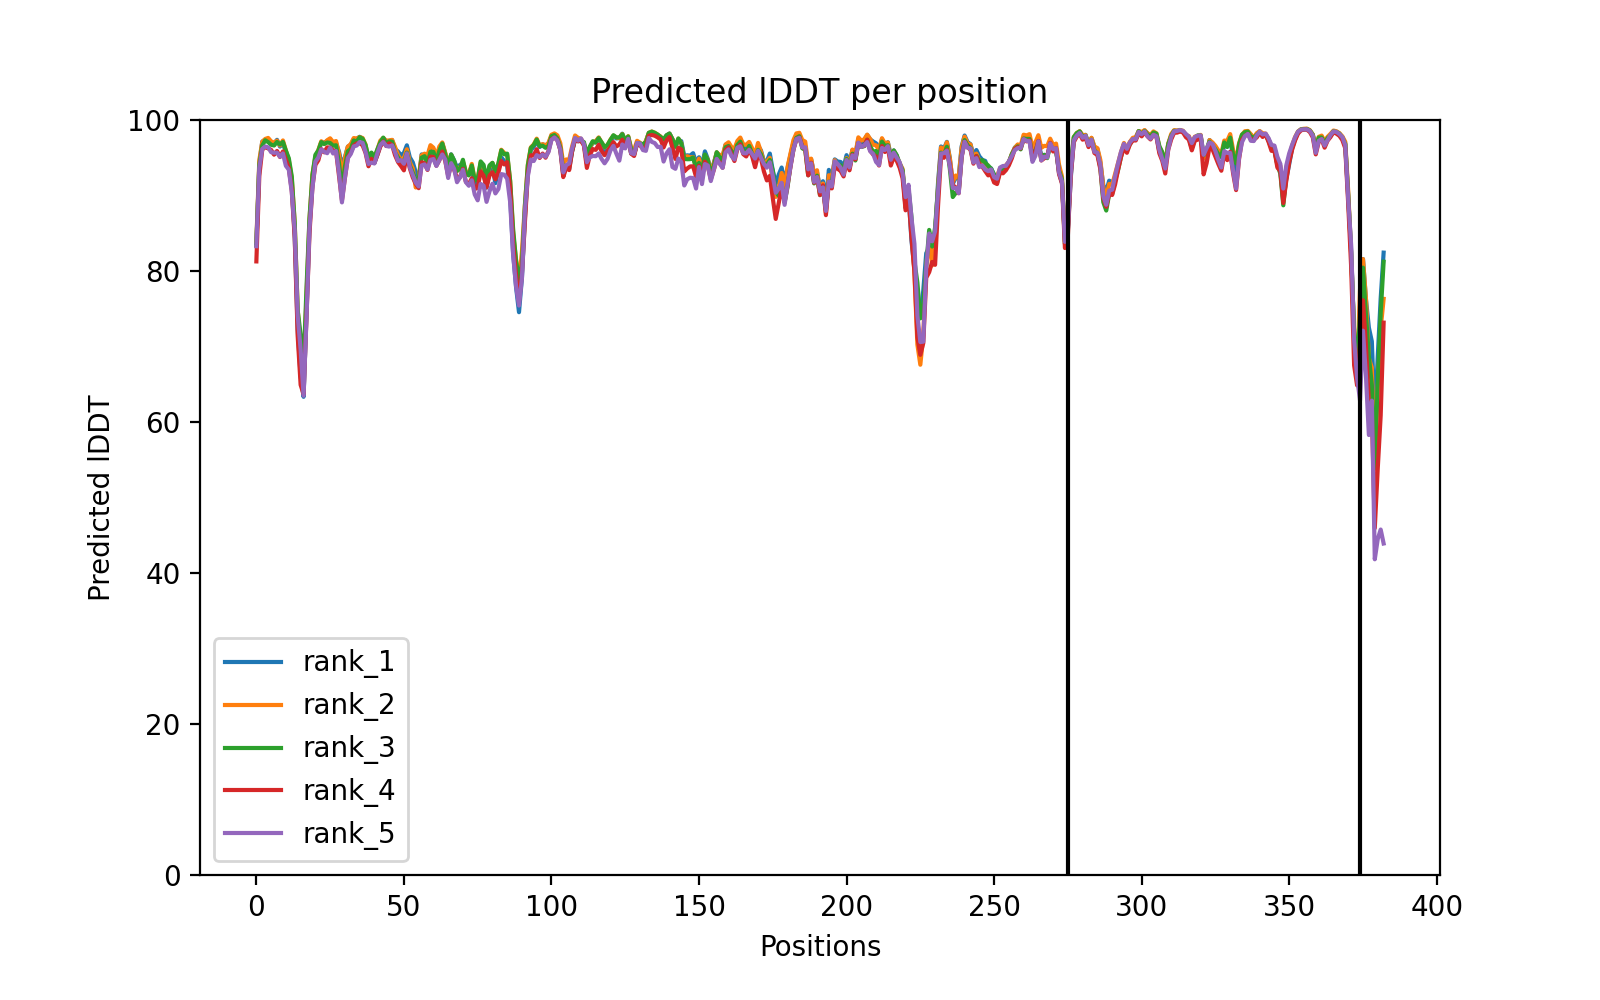 Predicted lDDT per position
100
80
60
40
20
0
Predicted lDDT
rank_1
rank_2
rank_3
rank_4
rank_5
0 50 100 150 200 250 300 350 400
Positions